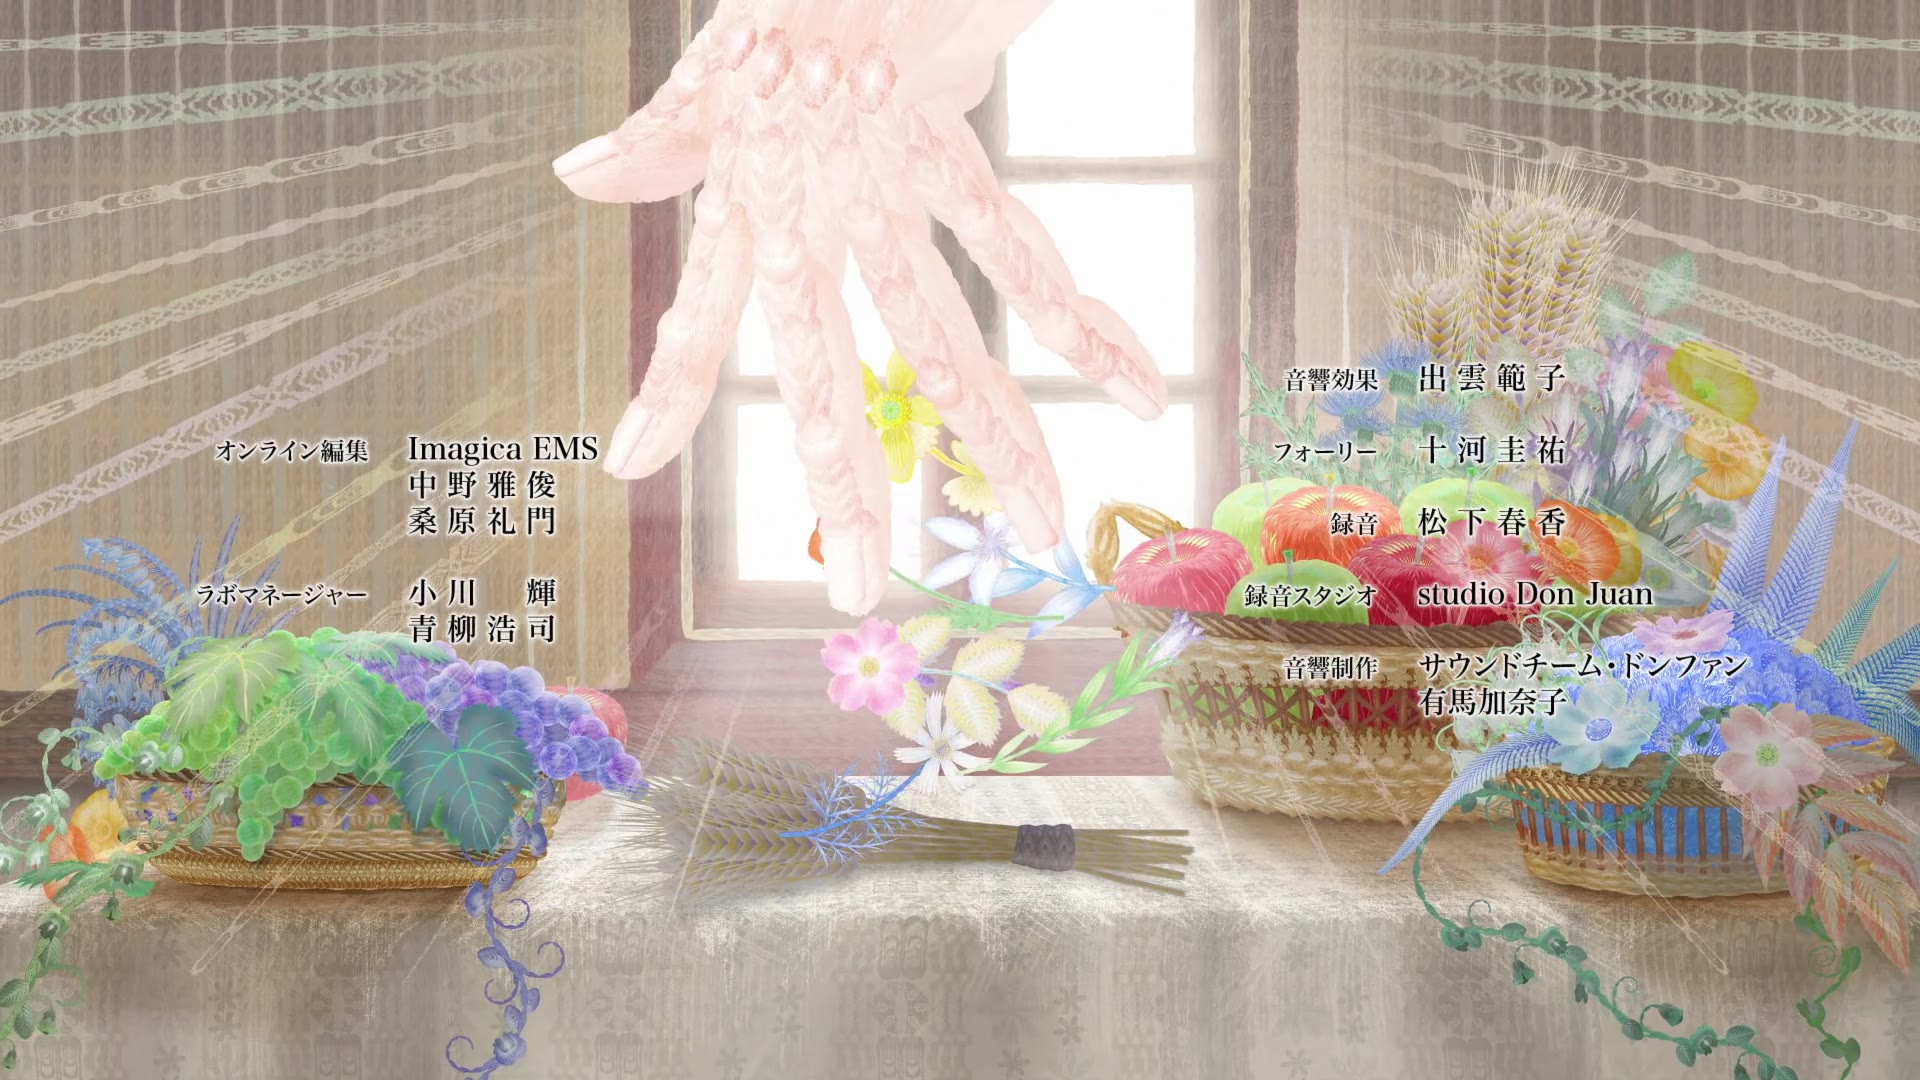 オンライン編集 Imagica EMS
中野雅俊
桑原礼門
ラボマネージャー 小川 輝
青柳浩司
音響効果 出雲範子
フォーリー 十河圭祐
録音 松下春香
録音スタジオ studio Don Juan
音響制作 サウンドチーム・ドンファン
有馬加奈子